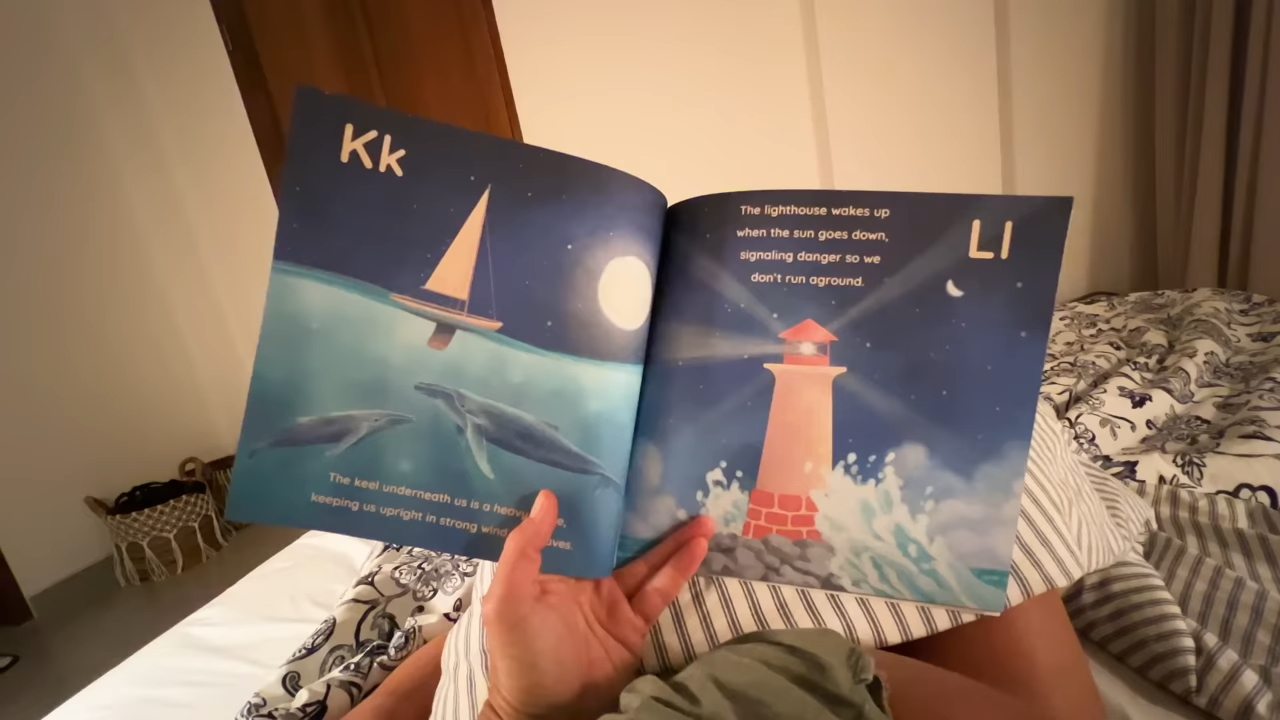 Kk
The keel underneath us is a heavy
keeping us upright in strong wind
The lighthouse wakes up
when the sun goes down,
signaling danger so we
don't run aground.
Ll